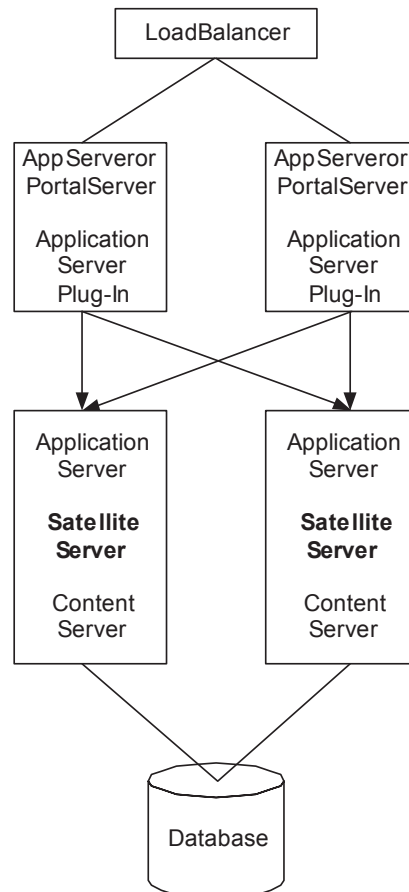 LoadBalancer
AppServeror
PortalServer
Application
Server
Plug-In
AppServeror
PortalServer
Application
Server
Plug-In
Application
Server
Satellite
Server
Content
Server
Application
Server
Satellite
Server
Content
Server
Database